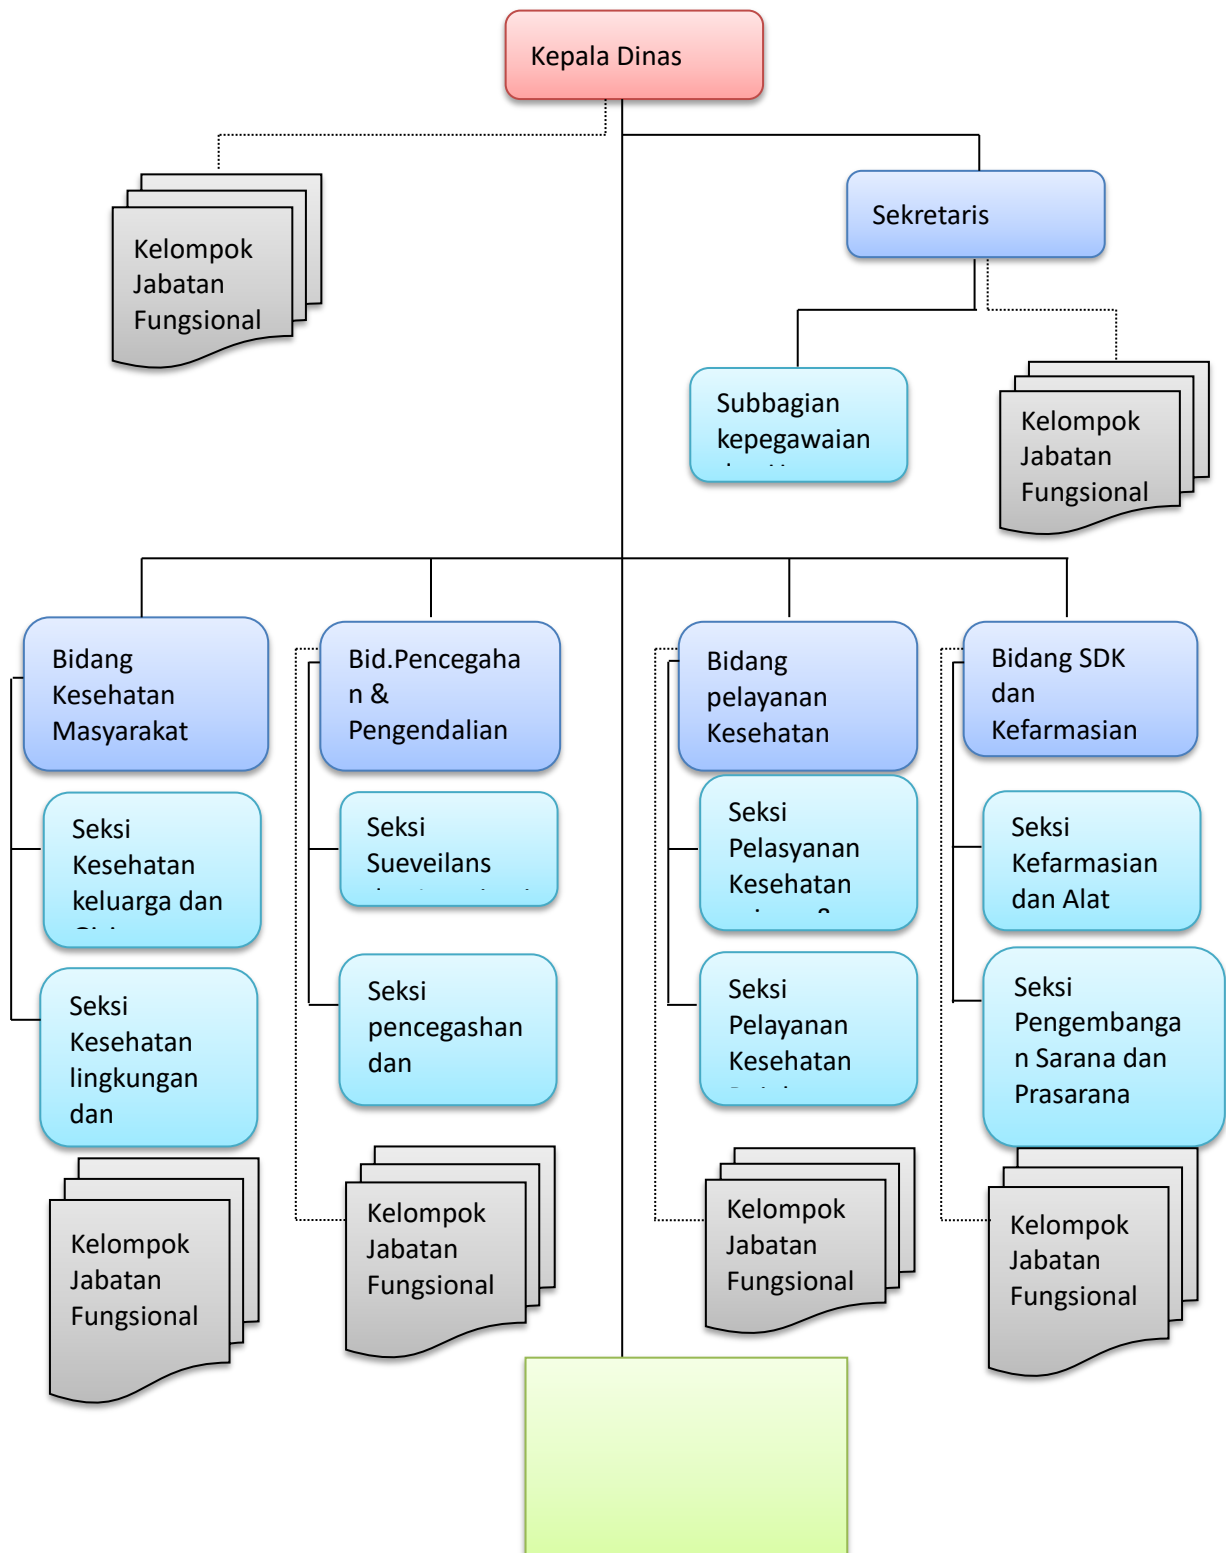 Kepala Dinas
Kelompok
Jabatan
Fungsional
Sekretaris
Subbagian
kepegawaian
Kelompok
Jabatan
Fungsional
Bidang
Kesehatan
Masyarakat
Bid.Pencegaha
n &
Pengendalian
Bidang
pelayanan
Kesehatan
Bidang SDK
dan
Kefarmasian
Seksi
Kesehatan
keluarga dan
Seksi
Sueveilans
Seksi
Pelasyanan
Kesehatan
Seksi
Kefarmasian
dan Alat
Seksi
Kesehatan
lingkungan
dan
Seksi
pencegashan
dan
Seksi
Pelayanan
Kesehatan
Seksi
Pengembanga
n Sarana dan
Prasarana
Kelompok
Jabatan
Fungsional
Kelompok
Jabatan
Fungsional
Kelompok
Jabatan
Fungsional
Kelompok
Jabatan
Fungsional